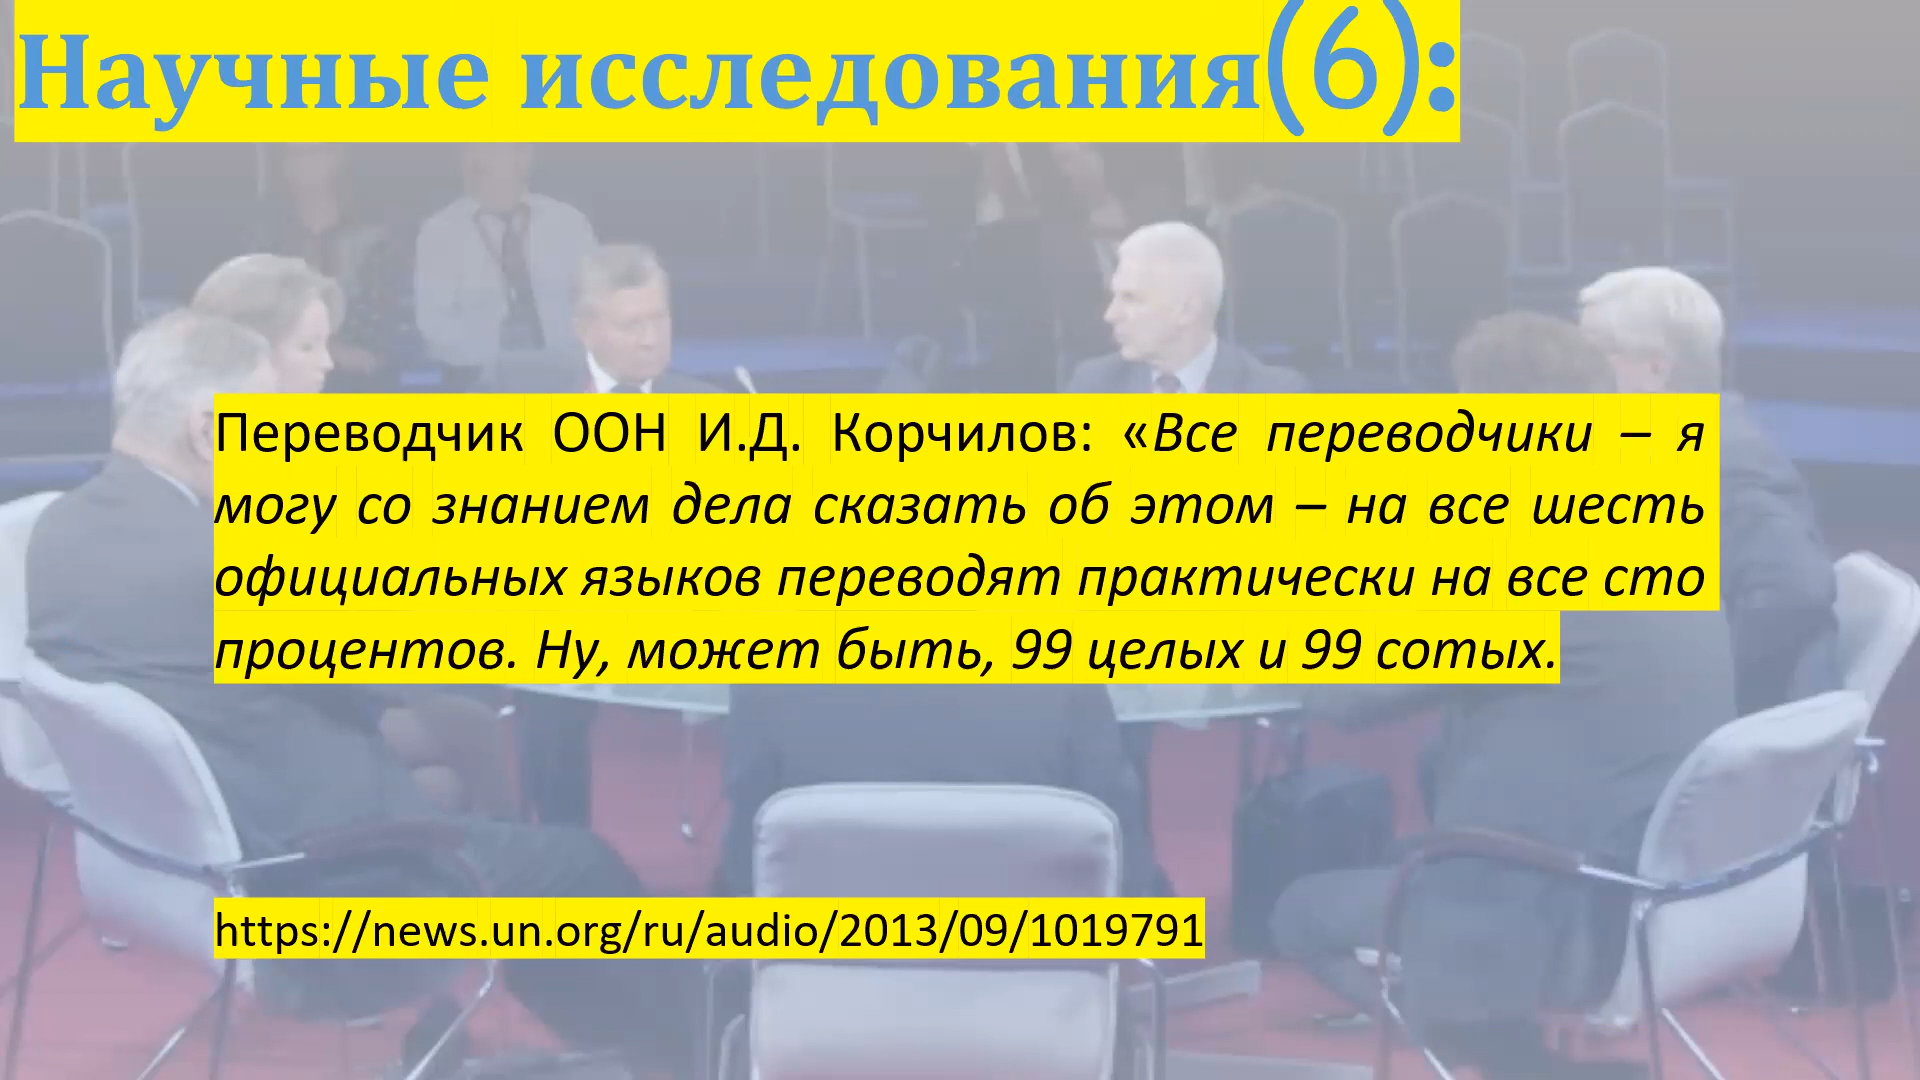 Научные исследования(6):
Переводчик ООН И.Д. Корчилов: «Все переводчики – я
могу со знанием дела сказать об этом – на все шесть
официальных языков переводят практически на все сто
процентов. Ну, может быть, 99 целых и 99 сотых.
https://news.un.org/ru/audio/2013/09/1019791